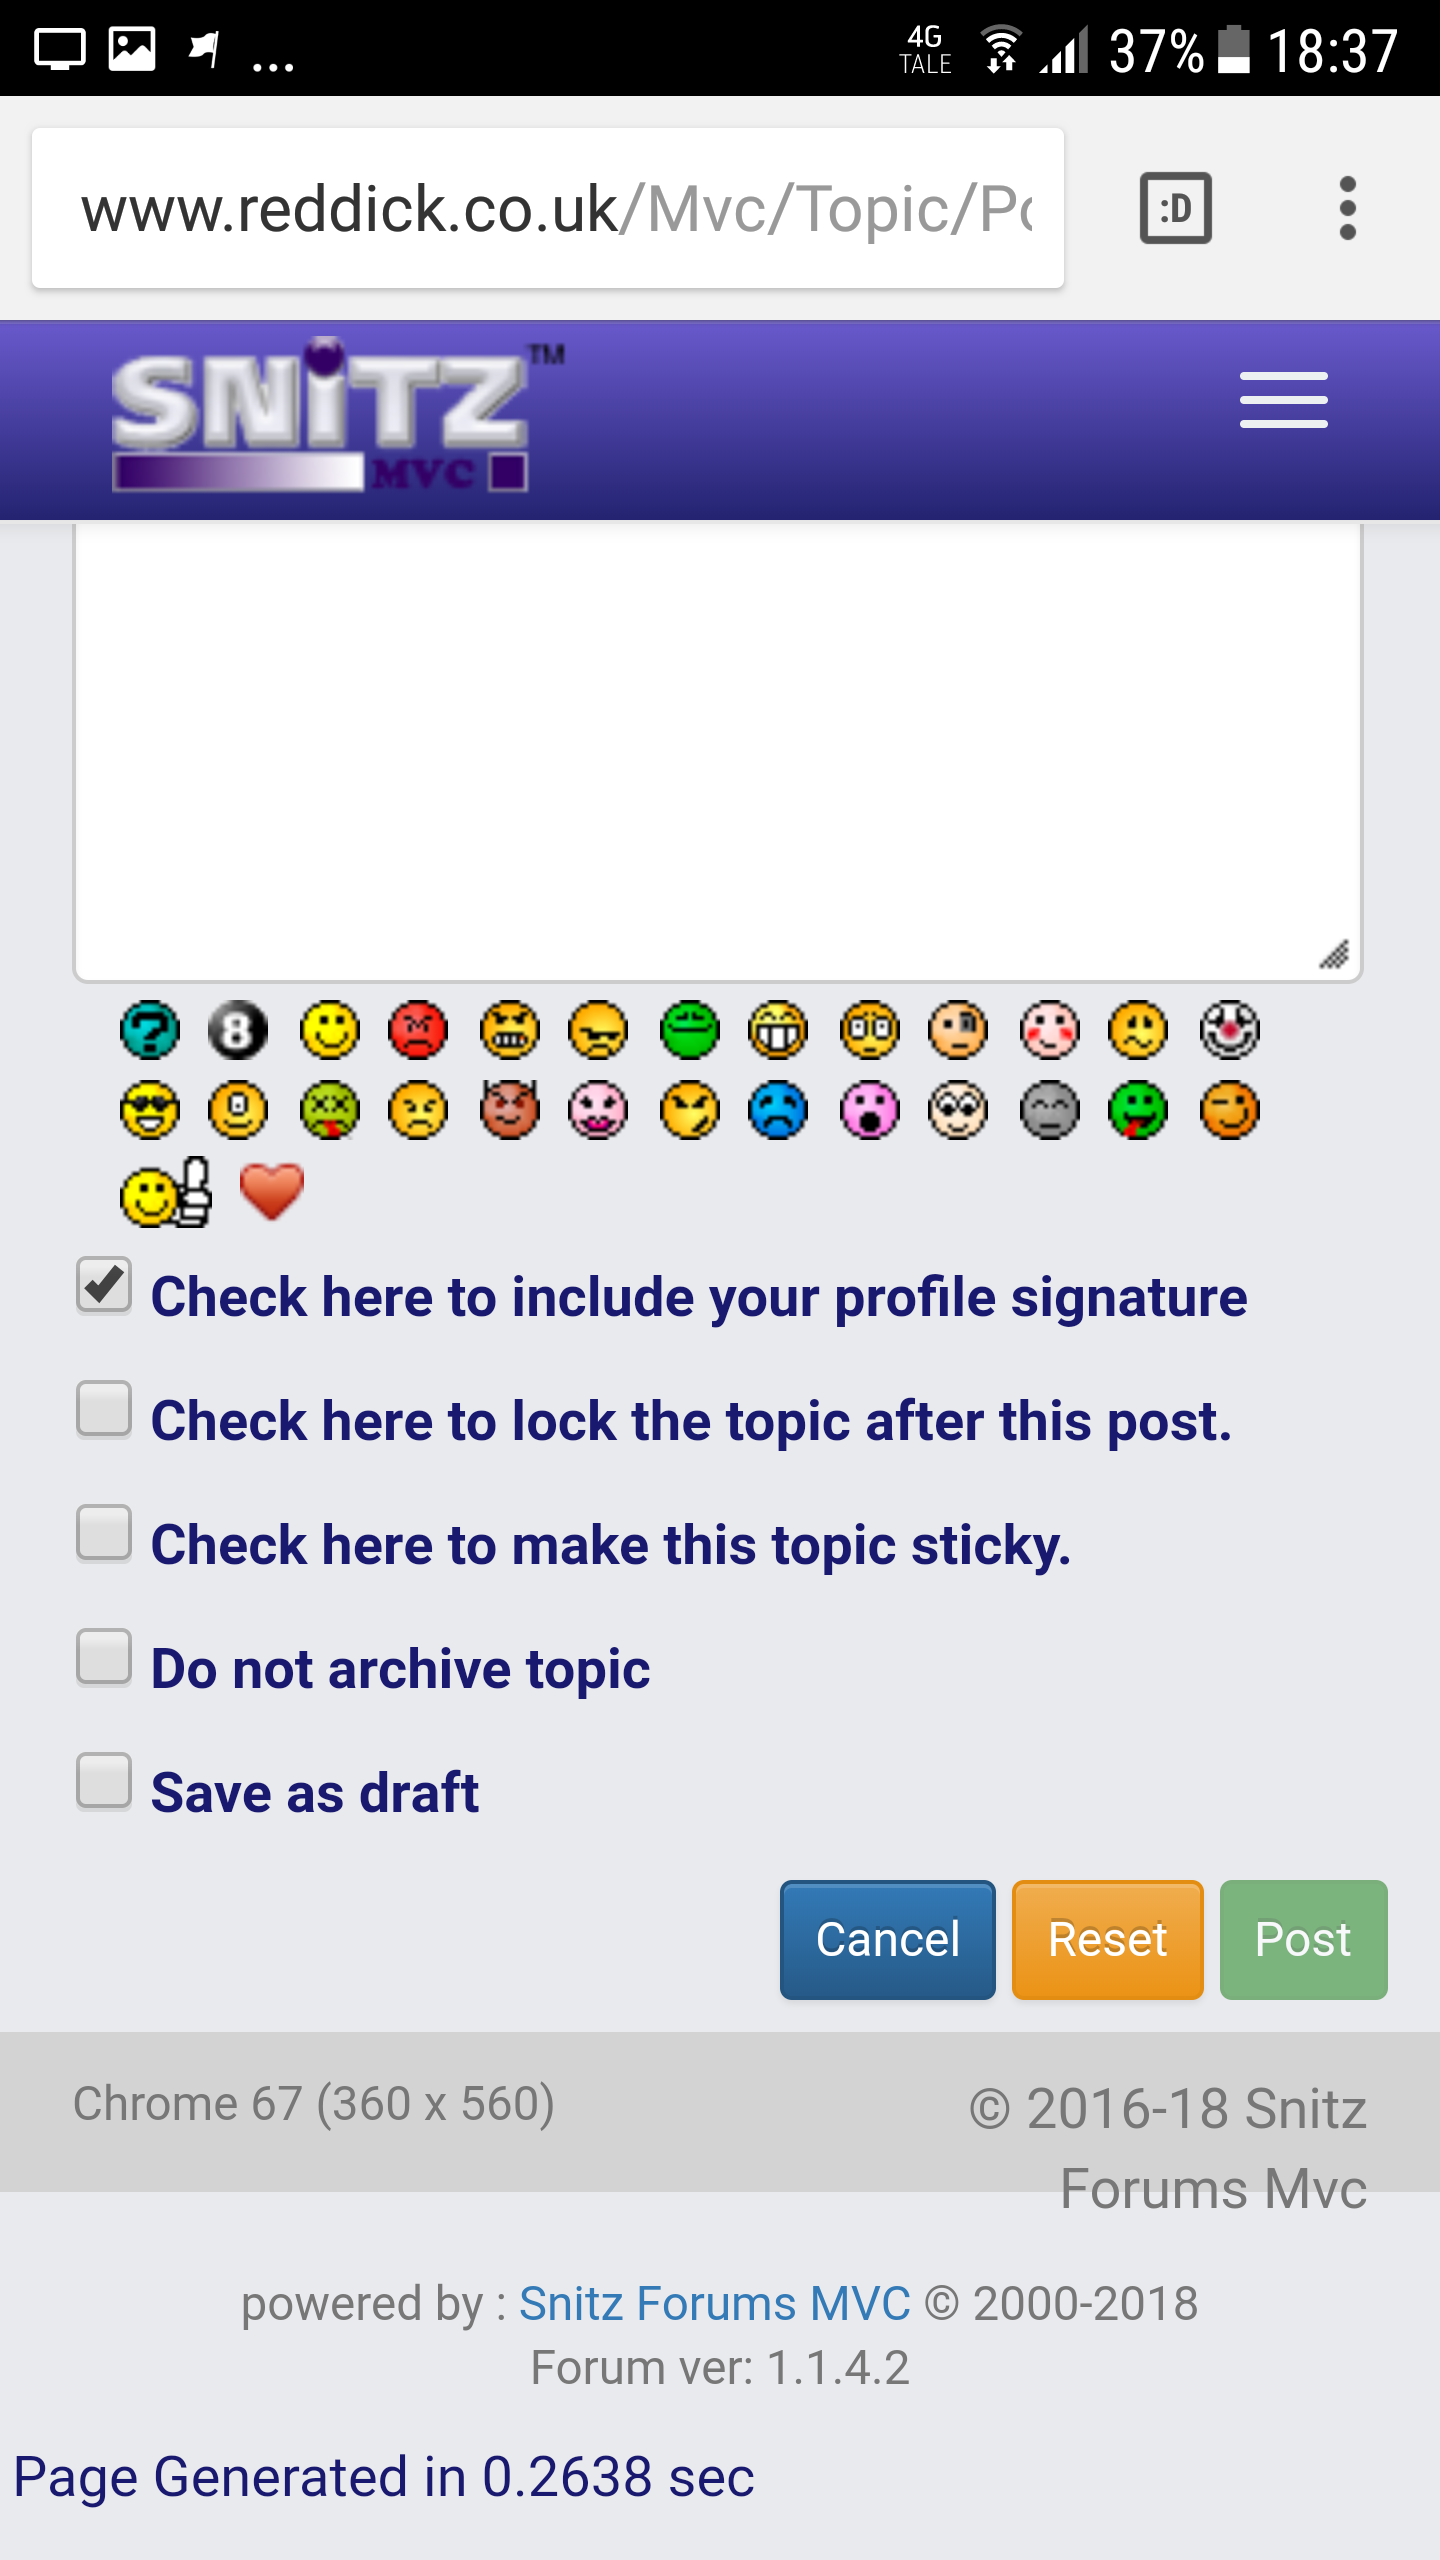 4G
TALE
37%
18:37
www.reddick.co.uk/Mvc/Topic/Po
:D
SNiTZ™
MVC
?
8
Check here to include your profile signature
Check here to lock the topic after this post.
Check here to make this topic sticky.
Do not archive topic
Save as draft
Cancel Reset Post
Chrome 67 (360 x 560)
© 2016-18 Snitz
Forums Mvc
powered by : Snitz Forums MVC © 2000-2018
Forum ver: 1.1.4.2
Page Generated in 0.2638 sec